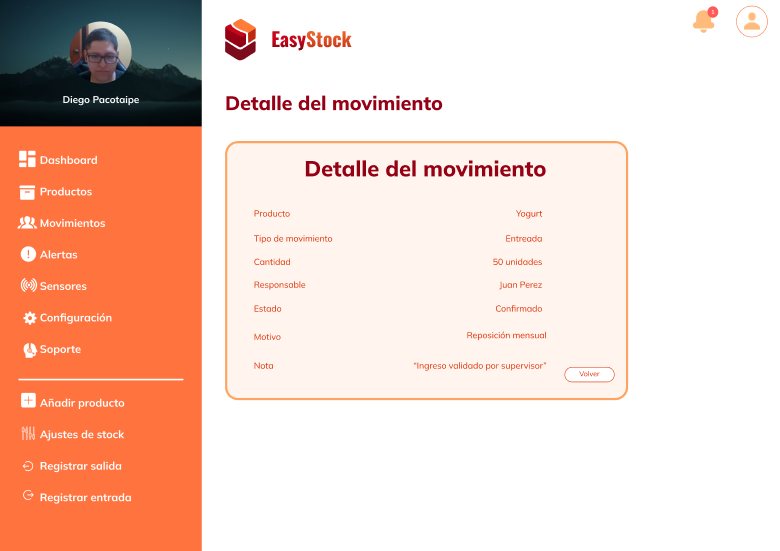 Diego Pacotaipe
Dashboard
Productos
Movimientos
Alertas
Sensores
Configuración
Soporte
Añadir producto
Ajustes de stock
Registrar salida
Registrar entrada
EasyStock
1
Detalle del movimiento
Detalle del movimiento
Producto Yogurt
Tipo de movimiento Entreada
Cantidad 50 unidades
Responsable Juan Perez
Estado Confirmado
Motivo Reposición mensual
Nota "Ingreso validado por supervisor"
Volver